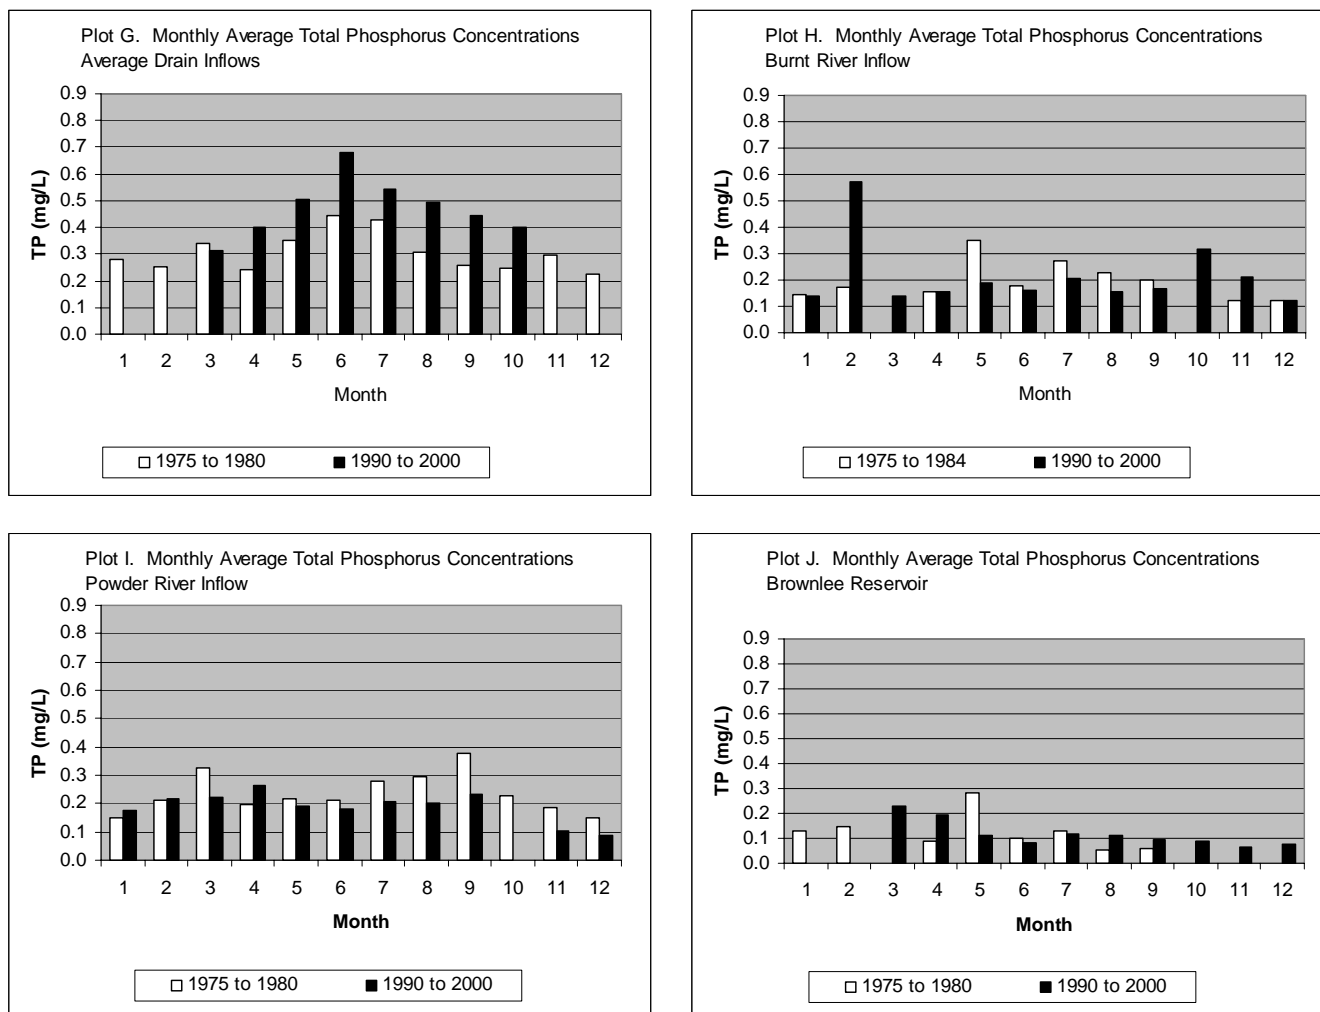 Plot G. Monthly Average Total Phosphorus Concentrations
Average Drain Inflows
0.9
0.8
0.7
0.6
0.5
0.4
0.3
0.2
0.1
0.0
TP (mg/L)
1 2 3 4 5 6 7 8 9 10 11 12
Month
1975 to 1980 1990 to 2000
Plot H. Monthly Average Total Phosphorus Concentrations
Burnt River Inflow
0.9
0.8
0.7
0.6
0.5
0.4
0.3
0.2
0.1
0.0
TP (mg/L)
1 2 3 4 5 6 7 8 9 10 11 12
Month
1975 to 1984 1990 to 2000
Plot I. Monthly Average Total Phosphorus Concentrations
Powder River Inflow
0.9
0.8
0.7
0.6
0.5
0.4
0.3
0.2
0.1
0.0
TP (mg/L)
1 2 3 4 5 6 7 8 9 10 11 12
Month
1975 to 1980 1990 to 2000
Plot J. Monthly Average Total Phosphorus Concentrations
Brownlee Reservoir
0.9
0.8
0.7
0.6
0.5
0.4
0.3
0.2
0.1
0.0
TP (mg/L)
1 2 3 4 5 6 7 8 9 10 11 12
Month
1975 to 1980 1990 to 2000